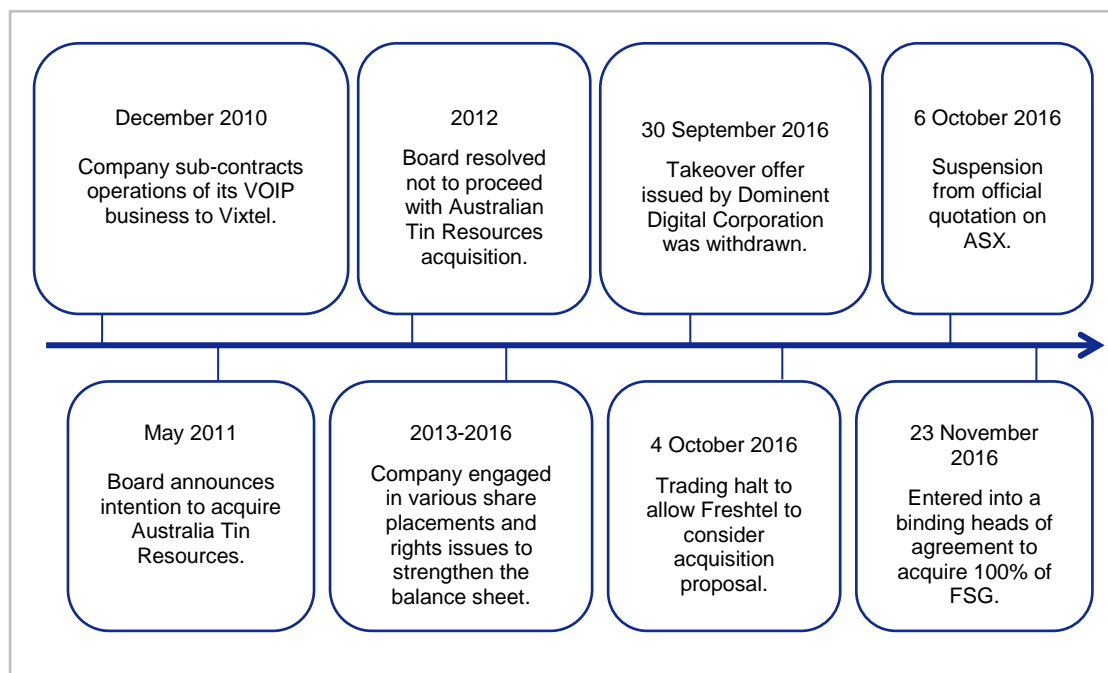 December 2010
Company sub-contracts
operations of its VOIP
business to Vixtel.
2012
Board resolved
not to proceed
with Australian
Tin Resources
acquisition.
30 September 2016
Takeover offer
issued by Dominent
Digital Corporation
was withdrawn.
6 October 2016
Suspension
from official
quotation on
ASX.
May 2011
Board announces
intention to acquire
Australia Tin
Resources.
2013-2016
Company engaged
in various share
placements and
rights issues to
strengthen the
balance sheet.
4 October 2016
Trading halt to
allow Freshtel to
consider
acquisition
proposal.
23 November
2016
Entered into a
binding heads of
agreement to
acquire 100% of
FSG.